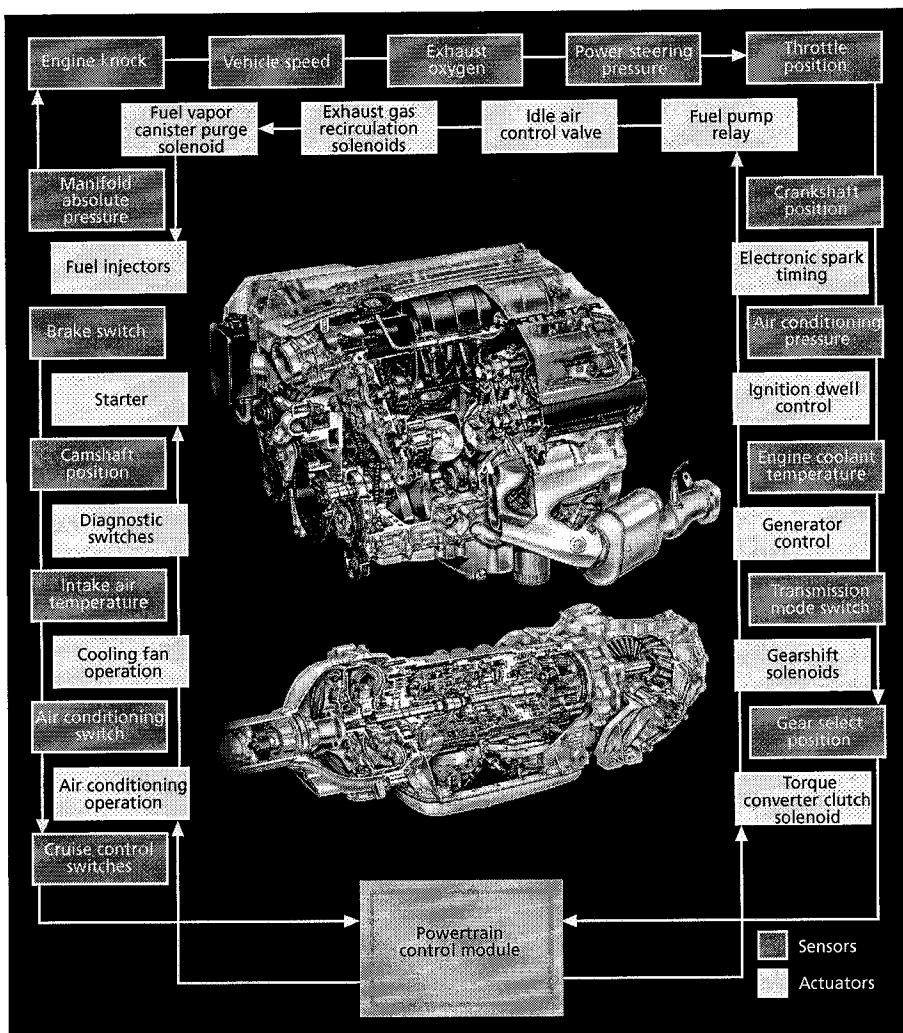 Engine knock
Vehicle speed
Exhaust
oxygen
Power steering
pressure
Throttle
position
Fuel vapor
canister purge
solenoid
Exhaust gas
recirculation
solenoids
Idle air
control valve
Fuel pump
relay
Manifold
absolute
pressure
Crankshaft
position
Fuel injectors
Electronic spark
timing
Brake switch
Air conditioning
pressure
Starter
Ignition dwell
control
Camshaft
position
Engine coolant
temperature
Diagnostic
switches
Generator
control
Intake air
temperature
Transmission
mode switch
Cooling fan
operation
Gearshift
solenoids
Air conditioning
switch
Gear select
position
Air conditioning
operation
Torque
converter clutch
solenoid
Cruise control
switches
Powertrain
control module
Sensors
Actuators